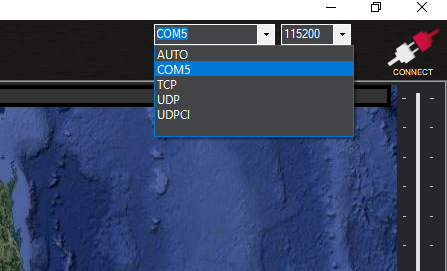 COM5 115200
CONNECT
AUTO
COM5
TCP
UDP
UDPCI